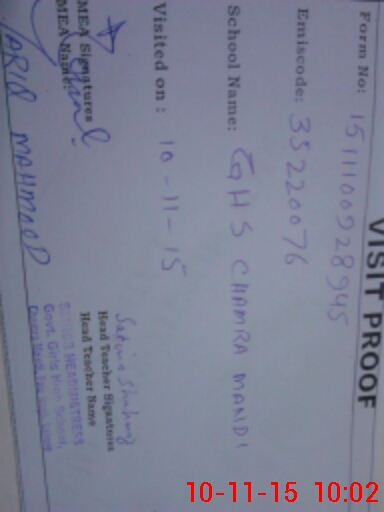 VISIT PROOF
Form No: 1511100928945
Emiscode: 35220076
School Name: GHS CHAMRA MANDI
Visited on : 10-11-15
MEA Signatures
MEA Name:
TARIQ MAHMOOD
Head Teacher Signatures
Head Teacher Name
SENIOR HEADMISTRESS
Govt. Girls High School,
10-11-15 10:02